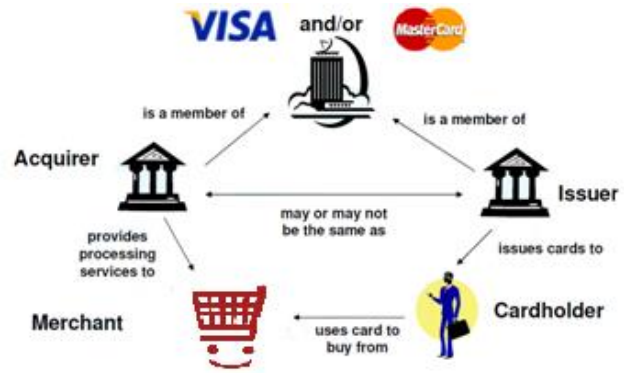 VISA and/or MasterCard
is a member of
is a member of
Acquirer
Issuer
may or may not
be the same as
provides
processing
services to
issues cards to
Merchant
Cardholder
uses card to
buy from